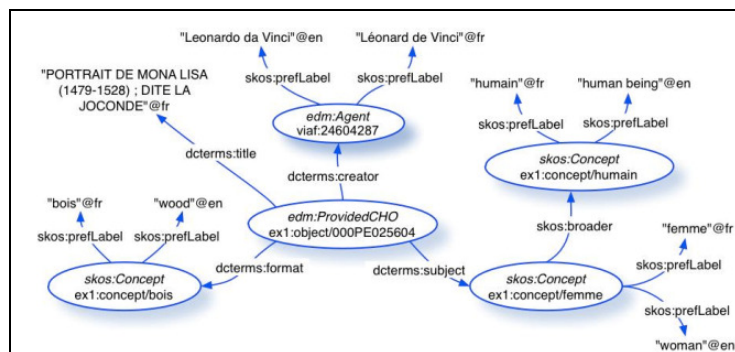 "Leonardo da Vinci"@en
"Léonard de Vinci"@fr
skos:prefLabel
skos:prefLabel
"PORTRAIT DE MONA LISA
(1479-1528) ; DITE LA
JOCONDE"@fr
edm:Agent
viaf:24604287
"humain"@fr
"human being"@en
skos:prefLabel
skos:prefLabel
dcterms:title
dcterms:creator
skos:Concept
ex1:concept/humain
"bois"@fr
"wood"@en
skos:prefLabel
skos:prefLabel
edm:ProvidedCHO
ex1:object/000PE025604
skos:broader
"femme"@fr
skos:prefLabel
dcterms:format
dcterms:subject
skos:Concept
ex1:concept/bois
skos:Concept
ex1:concept/femme
skos:prefLabel
"woman"@en